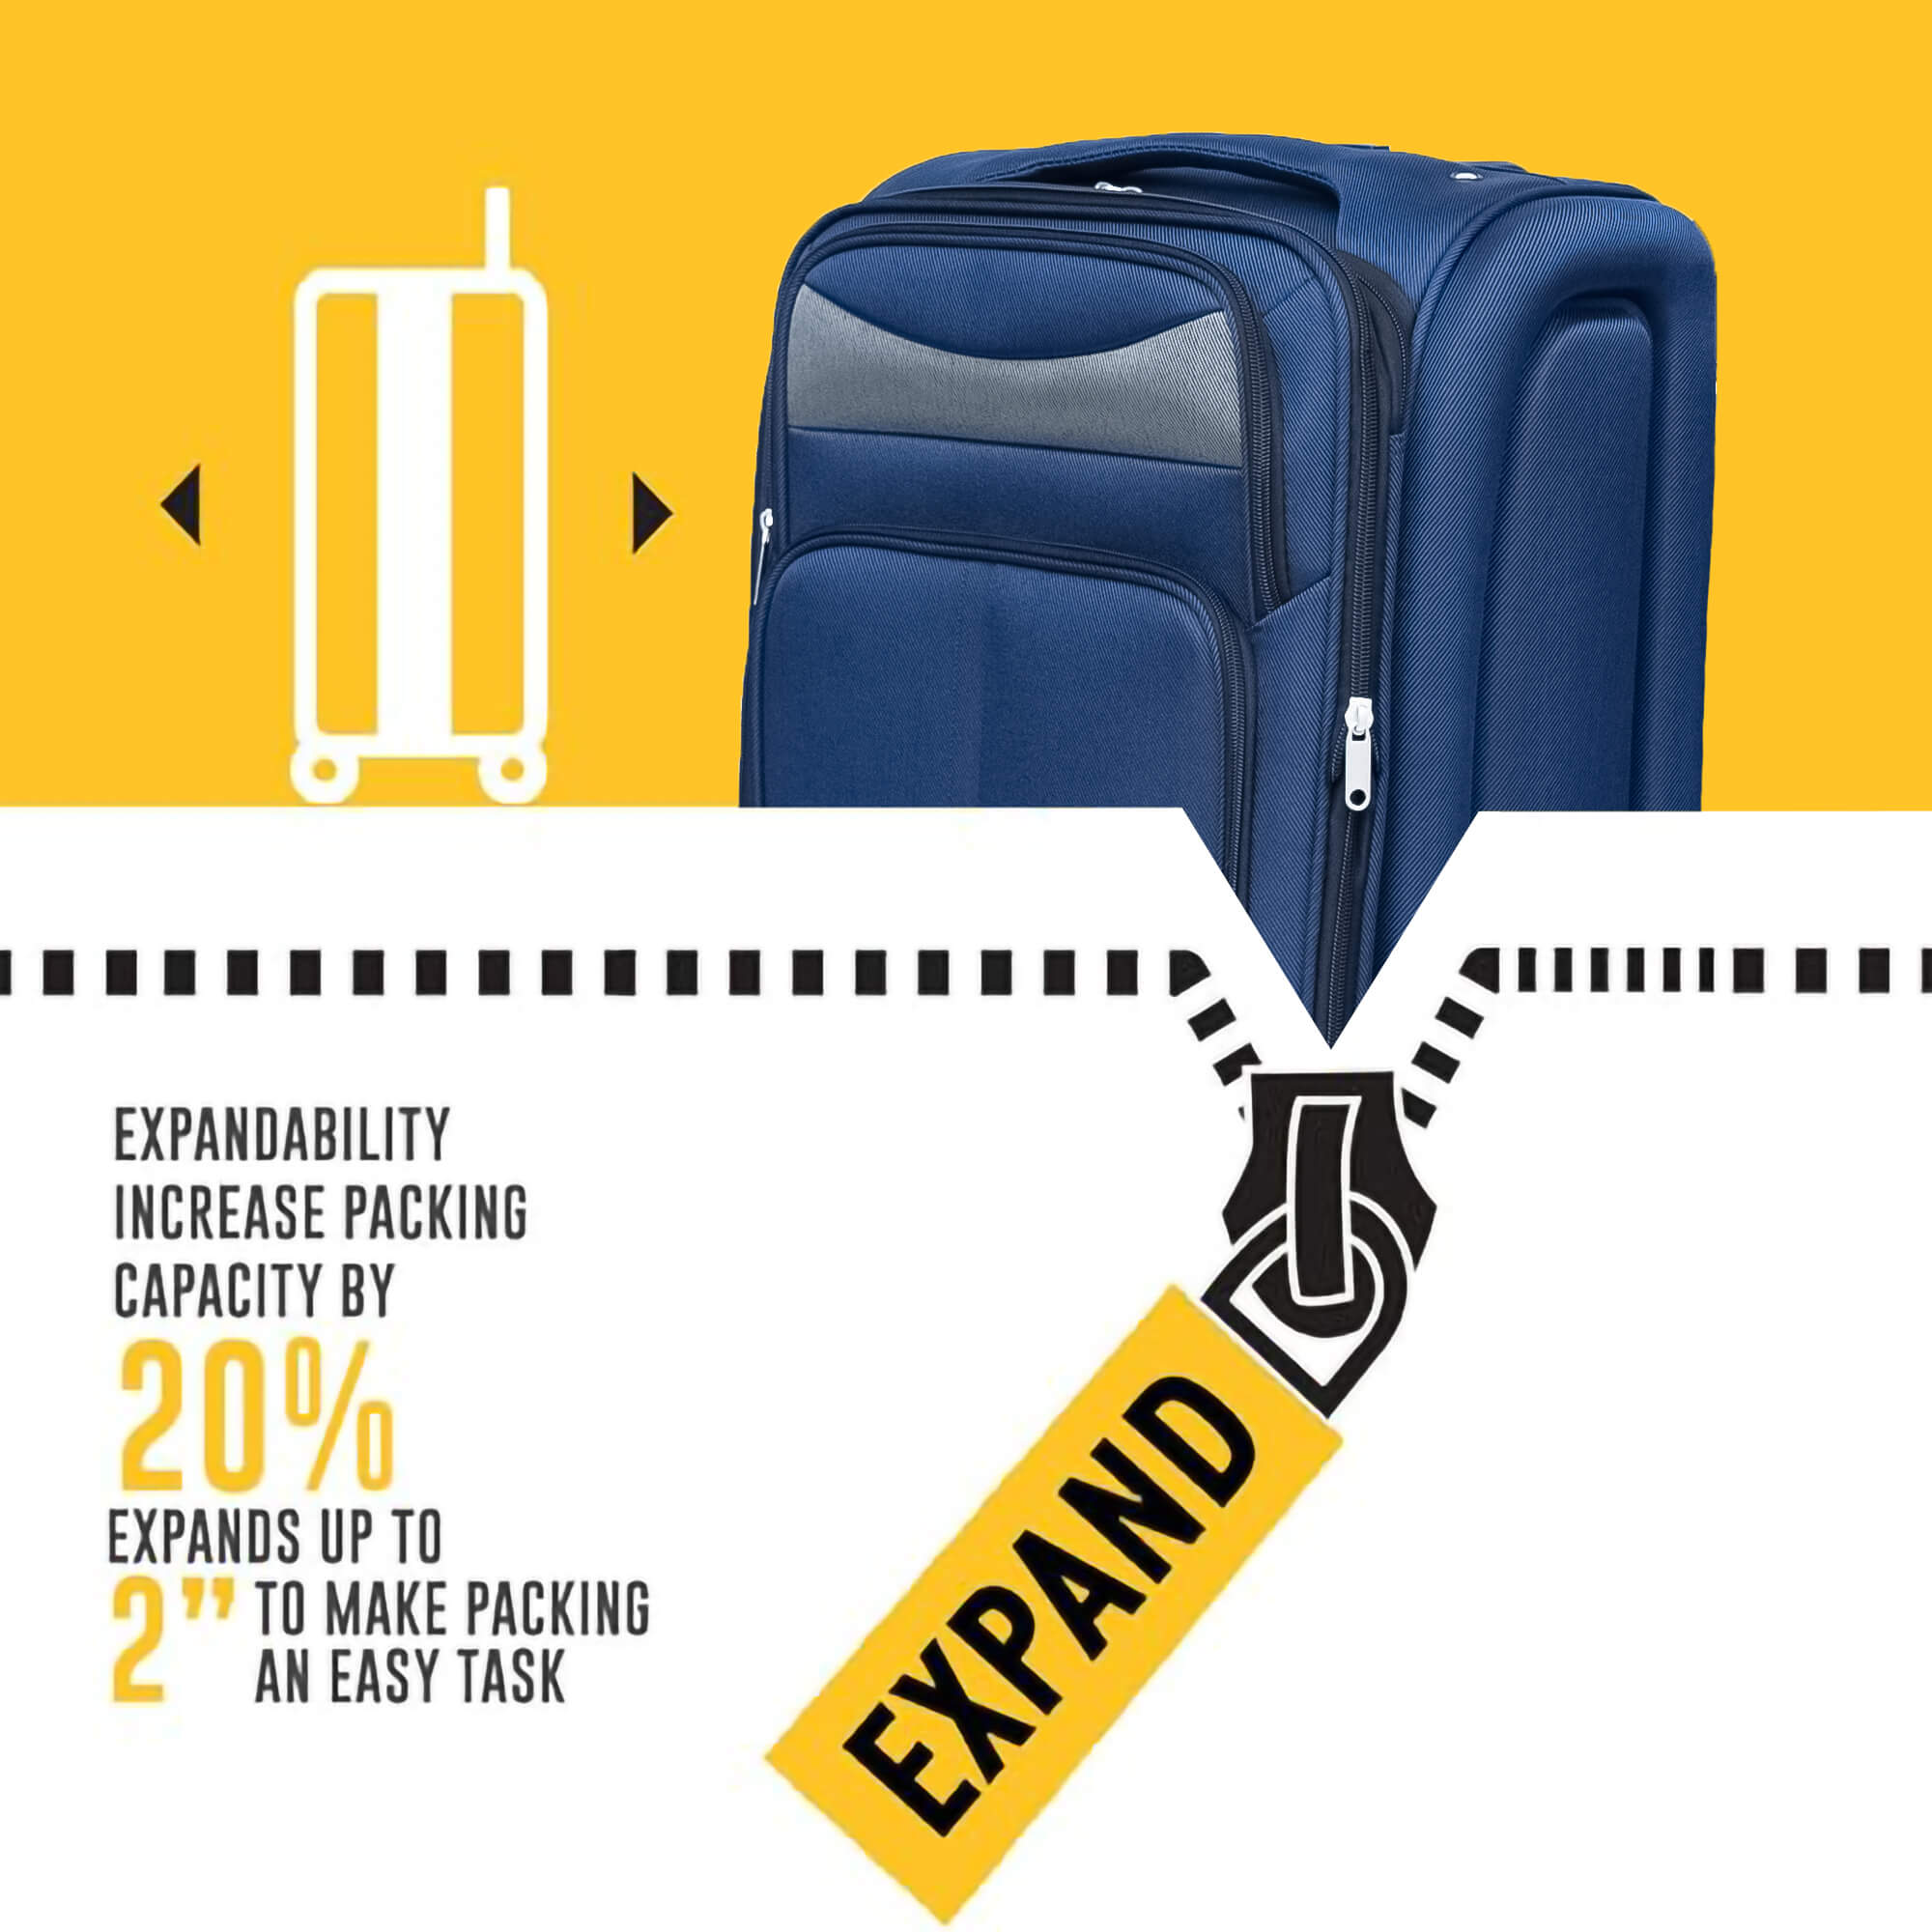 EXPANDABILITY
INCREASE PACKING
CAPACITY BY
20%
EXPANDS UP TO
2” TO MAKE PACKING
AN EASY TASK
EXPAND